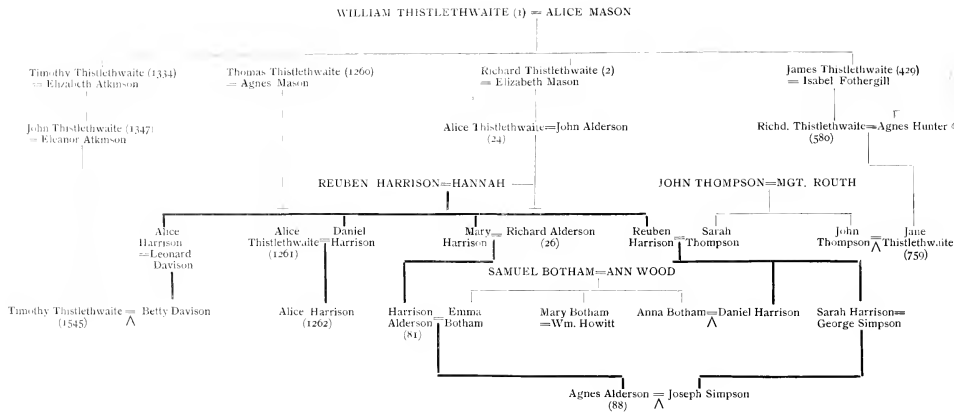 WILLIAM THISTLETHWAITE (1) = ALICE MASON
Timothy Thistlethwaite (1334)
= Elizabeth Atkinson
Thomas Thistlethwaite (1260)
= Agnes Mason
Richard Thistlethwaite (2)
= Elizabeth Mason
James Thistlethwaite (429)
= Isabel Fothergill
John Thistlethwaite (1347)
= Eleanor Atkinson
Alice Thistlethwaite=John Alderson
(24)
Richd. Thistlethwaite=Agnes Hunter
(580)
REUBEN HARRISON=HANNAH
JOHN THOMPSON=MGT. ROUTH
Alice
Harrison
=Leonard
Davison
Alice
Thistlethwaite
(1261)
=
Daniel
Harrison
Mary
Harrison
=
Richard Alderson
(26)
Reuben
Harrison
=
Sarah
Thompson
John
Thompson
=
Jane
Thistlethwaite
(759)
SAMUEL BOTHAM=ANN WOOD
Timothy Thistlethwaite = Betty Davison
(1545)
Alice Harrison
(1262)
Harrison
Alderson
(81)
=
Emma
Botham
Mary Botham
=Wm. Howitt
Anna Botham=Daniel Harrison
Sarah Harrison=
George Simpson
Agnes Alderson = Joseph Simpson
(88)